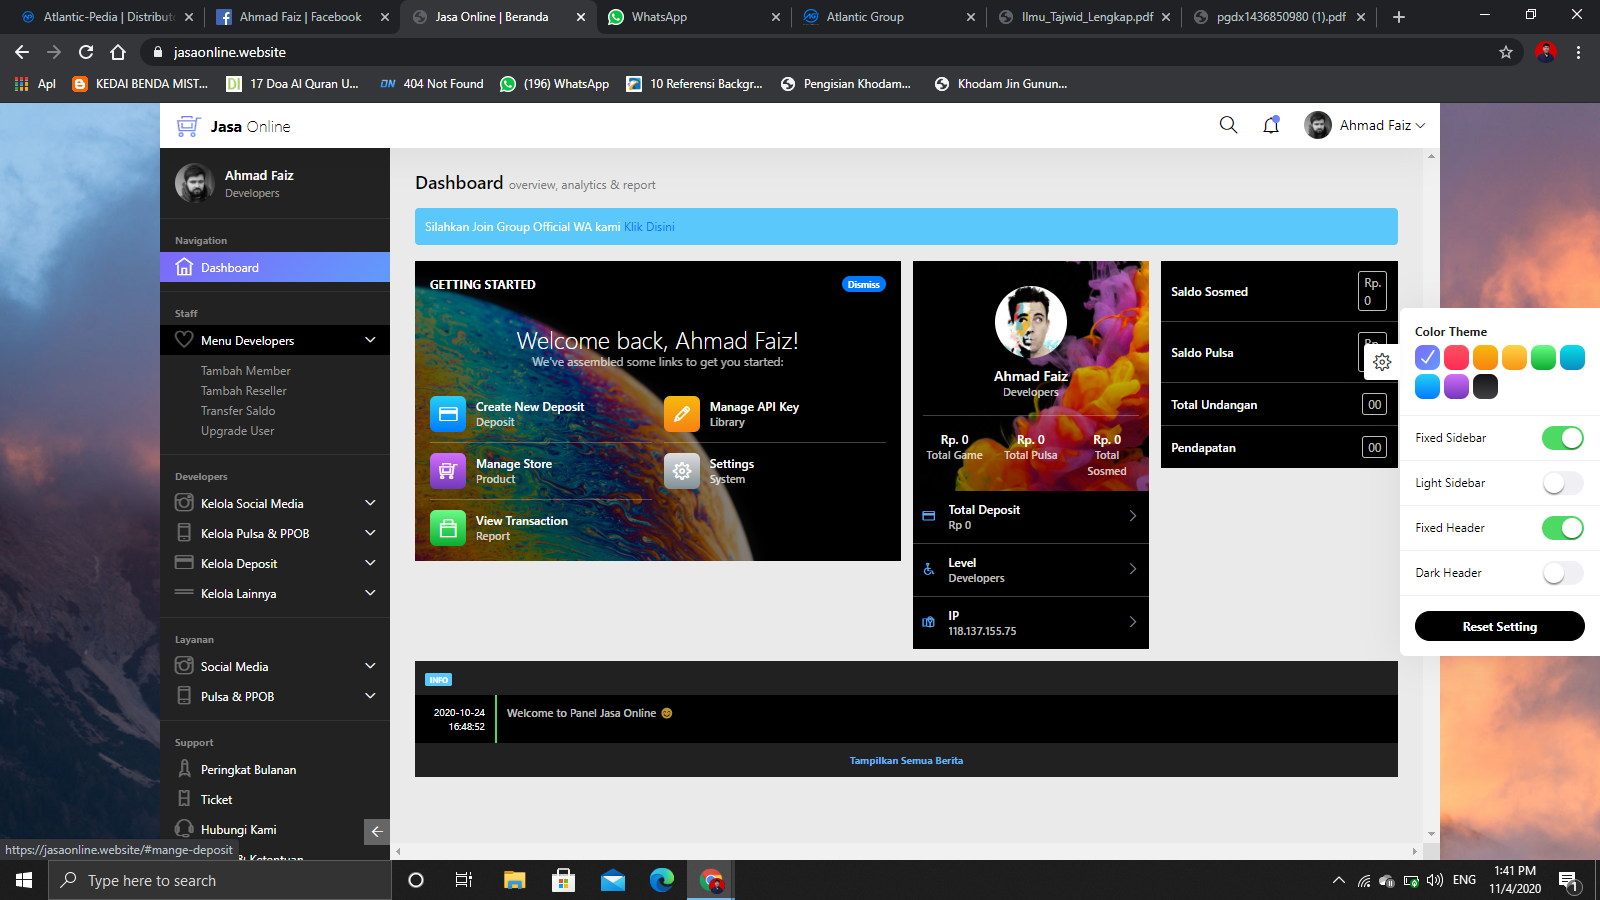 Atlantic-Pedia | Distributo
Ahmad Faiz | Facebook
Jasa Online | Beranda
WhatsApp
Atlantic Group
Ilmu_Tajwid_Lengkap.pdf
pgdx1436850980 (1).pdf
jasaonline.website
Apl
KEDAI BENDA MIST...
17 Doa Al Quran U...
404 Not Found
(196) WhatsApp
10 Referensi Backgr...
Pengisian Khodam...
Khodam Jin Gunun...
Jasa Online
Ahmad Faiz
Ahmad Faiz
Developers
Navigation
Dashboard
Staff
Menu Developers
Tambah Member
Tambah Reseller
Transfer Saldo
Upgrade User
Developers
Kelola Social Media
Kelola Pulsa & PPOB
Kelola Deposit
Kelola Lainnya
Layanan
Social Media
Pulsa & PPOB
Support
Peringkat Bulanan
Ticket
Hubungi Kami
& Ketentuan
https://jasaonline.website/#mange-deposit
Dashboard overview, analytics & report
Silahkan Join Group Official WA kami Klik Disini
GETTING STARTED
Dismiss
Welcome back, Ahmad Faiz!
We've assembled some links to get you started:
Create New Deposit
Deposit
Manage API Key
Library
Manage Store
Product
Settings
System
View Transaction
Report
Ahmad Faiz
Developers
Rp. 0
Total Game
Rp. 0
Total Pulsa
Rp. 0
Total
Sosmed
Total Deposit
Rp 0
Level
Developers
IP
118.137.155.75
Saldo Sosmed
Rp.
0
Saldo Pulsa
Total Undangan
00
Pendapatan
00
Color Theme
Fixed Sidebar
Light Sidebar
Fixed Header
Dark Header
Reset Setting
INFO
2020-10-24
16:48:52
Welcome to Panel Jasa Online 😊
Tampilkan Semua Berita
Type here to search
ENG
1:41 PM
11/4/2020
1